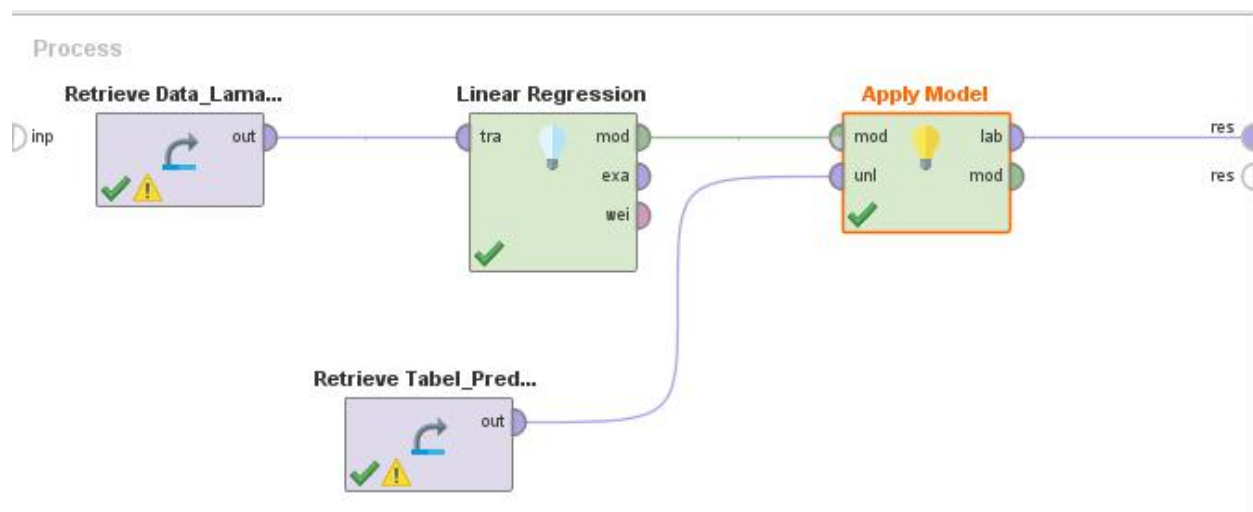 Process
Retrieve Data_Lama...
Linear Regression
Apply Model
inp
out
tra
mod
exa
wei
mod
unl
lab
mod
res
res
Retrieve Tabel_Pred...
out